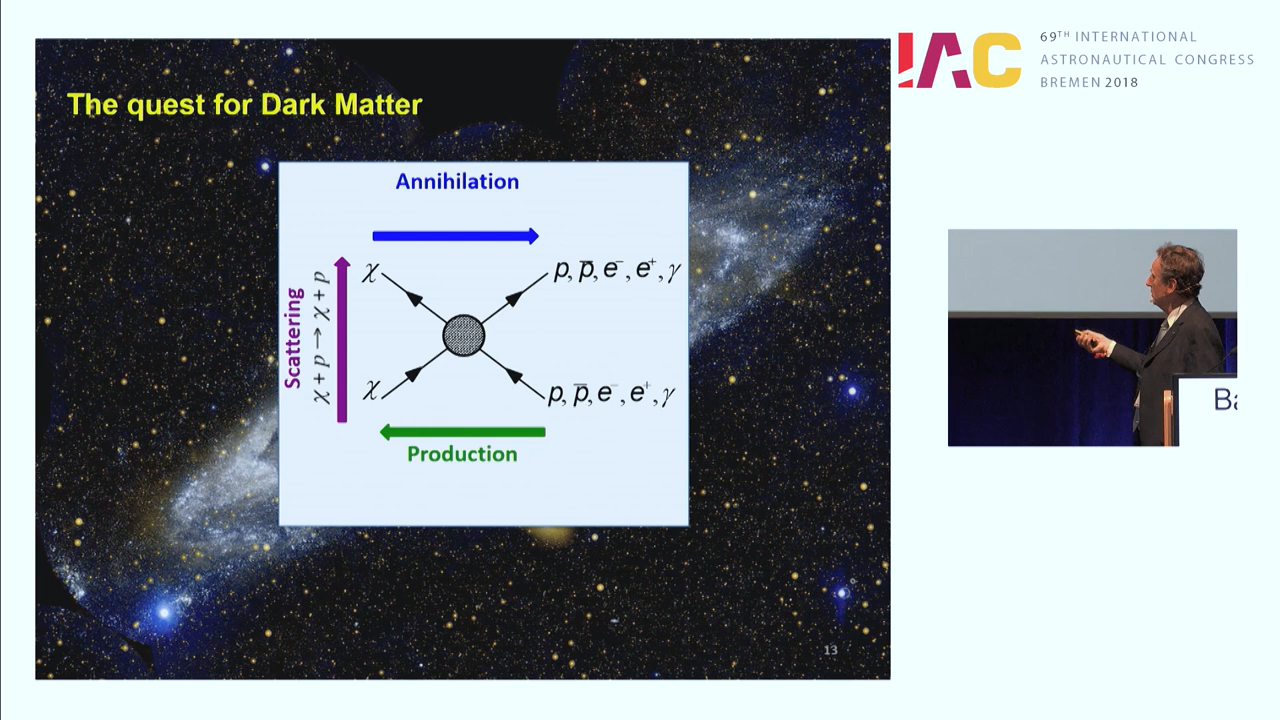 The quest for Dark Matter
Annihilation
χ
p, p̅, e⁻, e⁺, γ
Scattering
χ + p → χ + p
χ
p, p̅, e⁻, e⁺, γ
Production
13
IAC
69TH INTERNATIONAL
ASTRONAUTICAL CONGRESS
BREMEN 2018